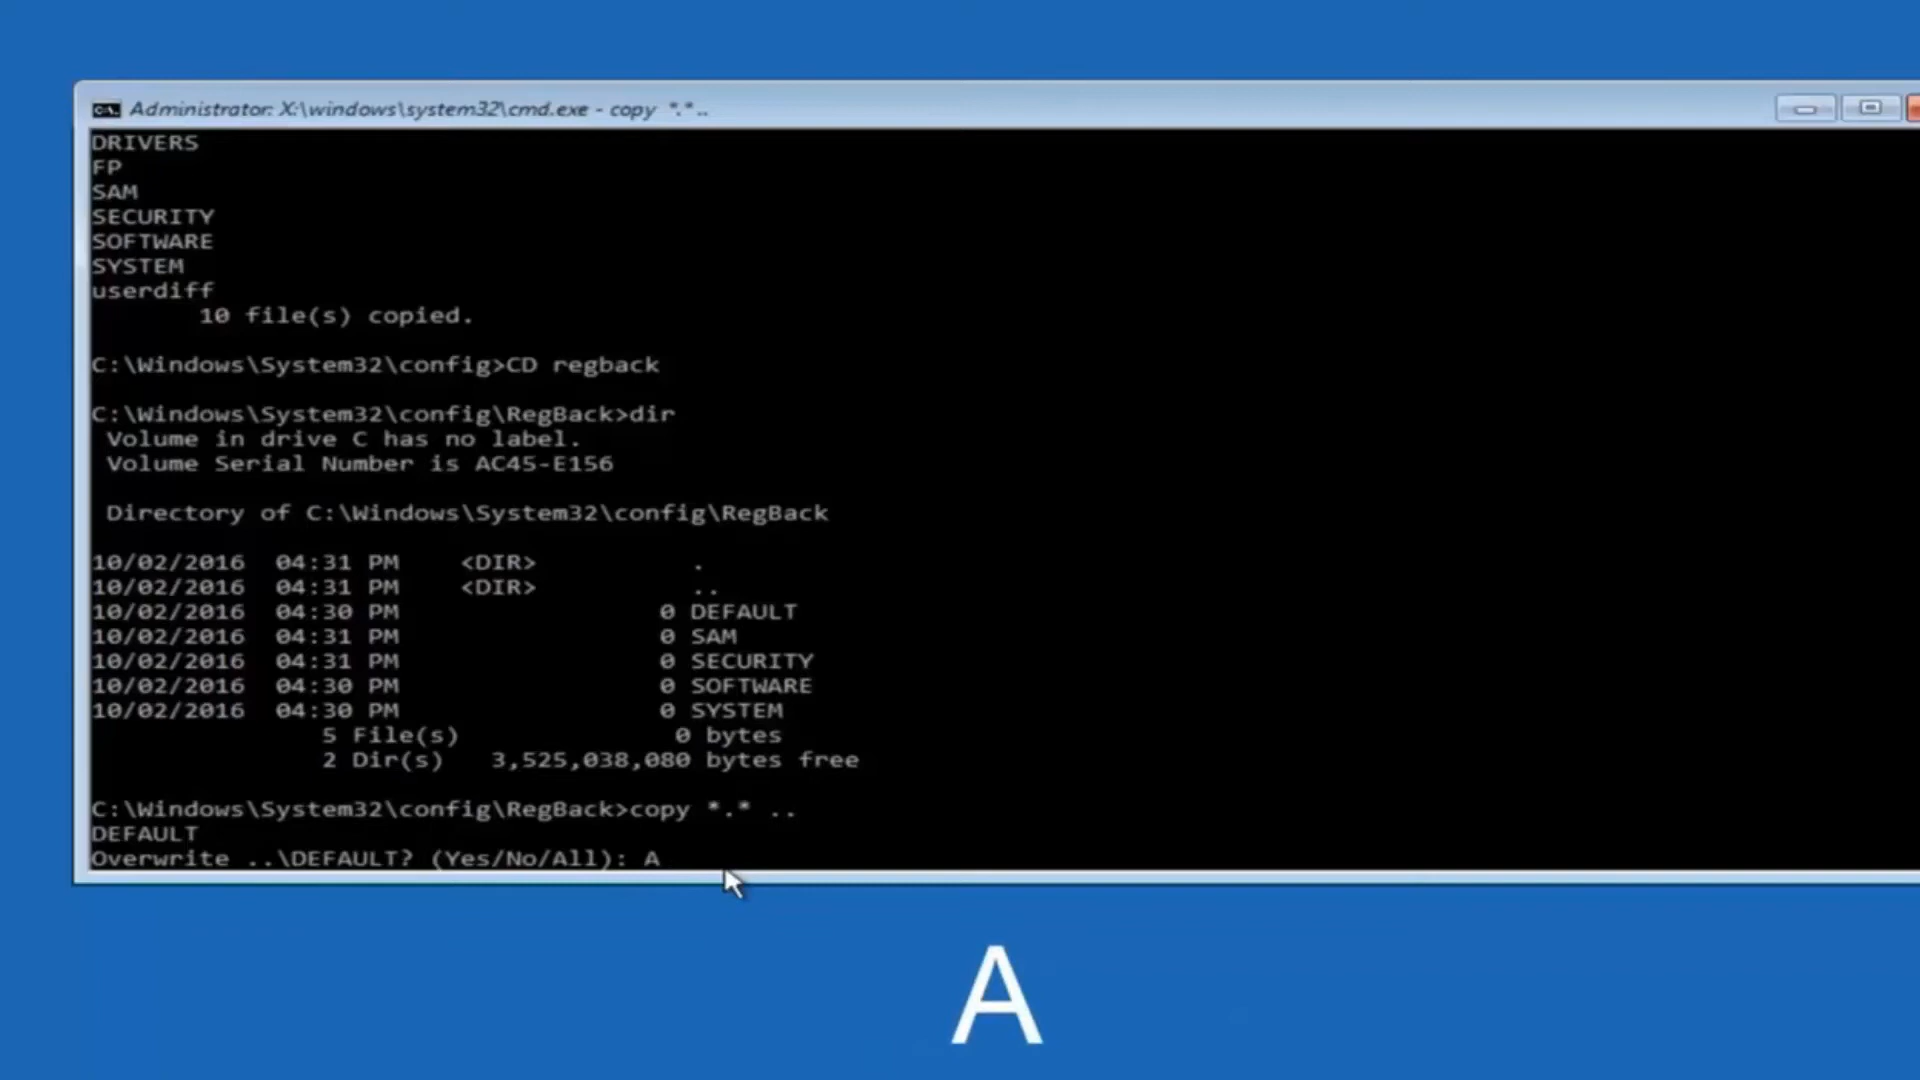 Administrator: X:\windows\system32\cmd.exe - copy *.* ..
DRIVERS
FP
SAM
SECURITY
SOFTWARE
SYSTEM
userdiff
10 file(s) copied.
C:\Windows\System32\config>CD regback
C:\Windows\System32\config\RegBack>dir
Volume in drive C has no label.
Volume Serial Number is AC45-E156
Directory of C:\Windows\System32\config\RegBack
10/02/2016 04:31 PM <DIR> .
10/02/2016 04:31 PM <DIR> ..
10/02/2016 04:30 PM 0 DEFAULT
10/02/2016 04:31 PM 0 SAM
10/02/2016 04:31 PM 0 SECURITY
10/02/2016 04:30 PM 0 SOFTWARE
10/02/2016 04:30 PM 0 SYSTEM
5 File(s) 0 bytes
2 Dir(s) 3,525,038,080 bytes free
C:\Windows\System32\config\RegBack>copy *.* ..
DEFAULT
Overwrite ..\DEFAULT? (Yes/No/All): A
A